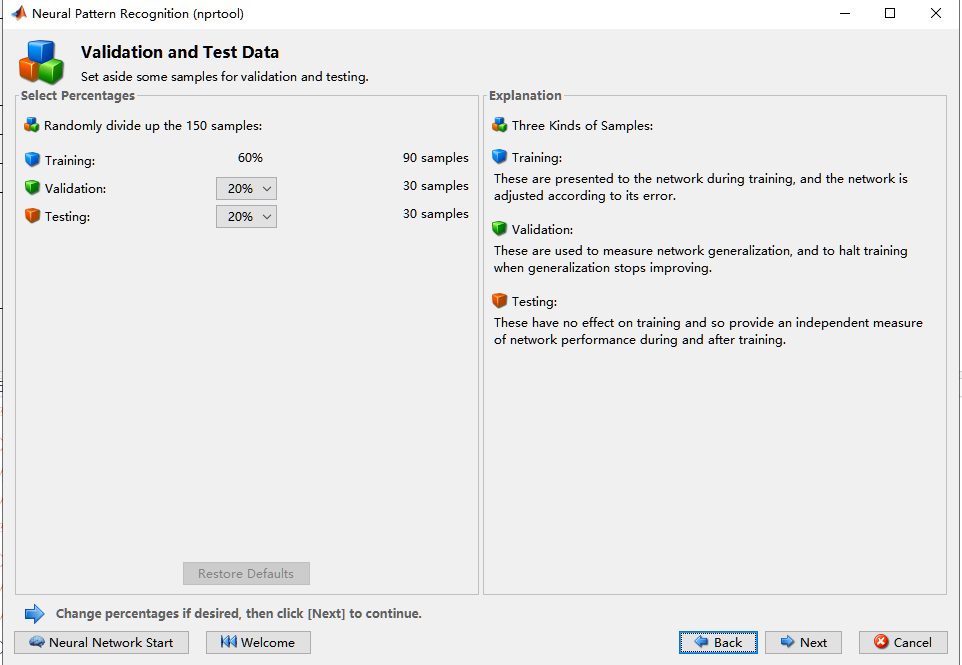 Neural Pattern Recognition (nprtool)
Validation and Test Data
Set aside some samples for validation and testing.
Select Percentages
Randomly divide up the 150 samples:
Training: 60% 90 samples
Validation: 20% 30 samples
Testing: 20% 30 samples
Restore Defaults
Explanation
Three Kinds of Samples:
Training:
These are presented to the network during training, and the network is
adjusted according to its error.
Validation:
These are used to measure network generalization, and to halt training
when generalization stops improving.
Testing:
These have no effect on training and so provide an independent measure
of network performance during and after training.
Change percentages if desired, then click [Next] to continue.
Neural Network Start Welcome Back Next Cancel